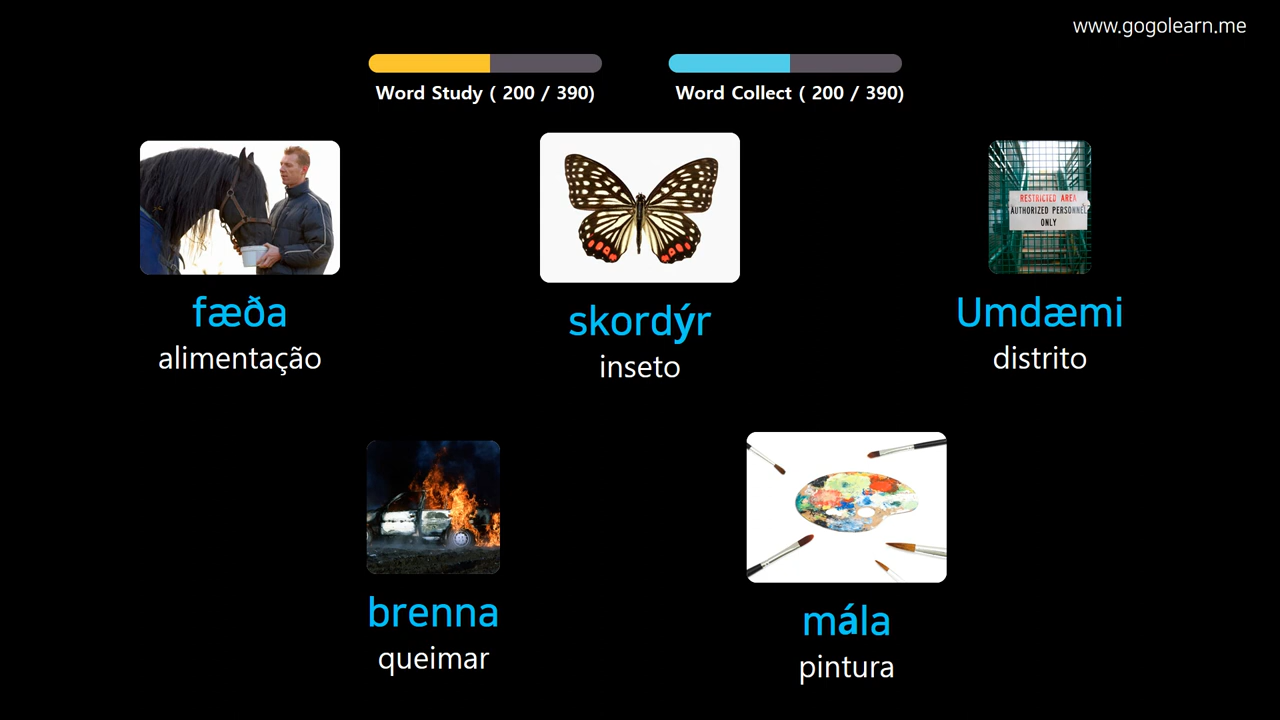 www.gogolearn.me
Word Study ( 200 / 390)
Word Collect ( 200 / 390)
RESTRICTED AREA
AUTHORIZED PERSONNEL
ONLY
fæða
alimentação
skordýr
inseto
Umdæmi
distrito
brenna
queimar
mála
pintura